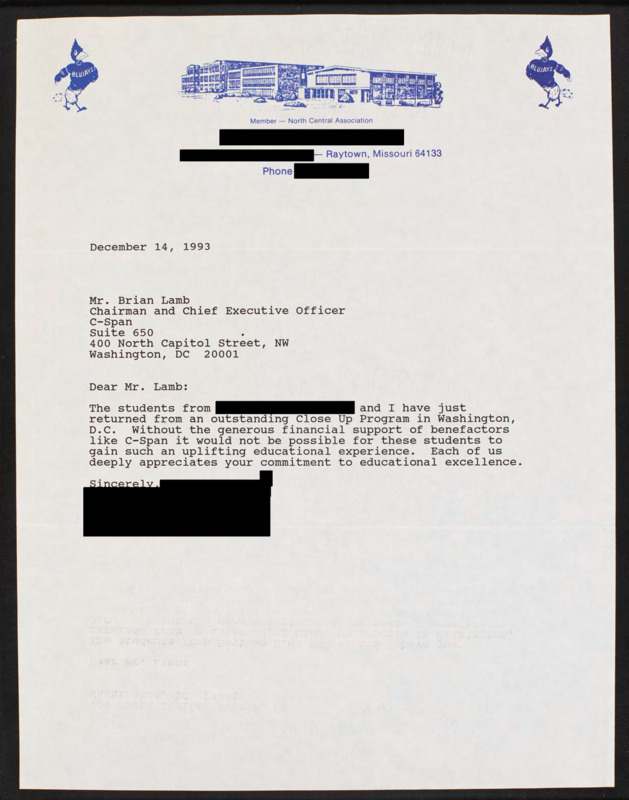 BLUJAYS
BLUJAYS
Member — North Central Association
— Raytown, Missouri 64133
Phone
December 14, 1993
Mr. Brian Lamb
Chairman and Chief Executive Officer
C-Span
Suite 650
400 North Capitol Street, NW
Washington, DC  20001
Dear Mr. Lamb:
The students from and I have just
returned from an outstanding Close Up Program in Washington,
D.C.  Without the generous financial support of benefactors
like C-Span it would not be possible for these students to
gain such an uplifting educational experience.  Each of us
deeply appreciates your commitment to educational excellence.
Sincerely,